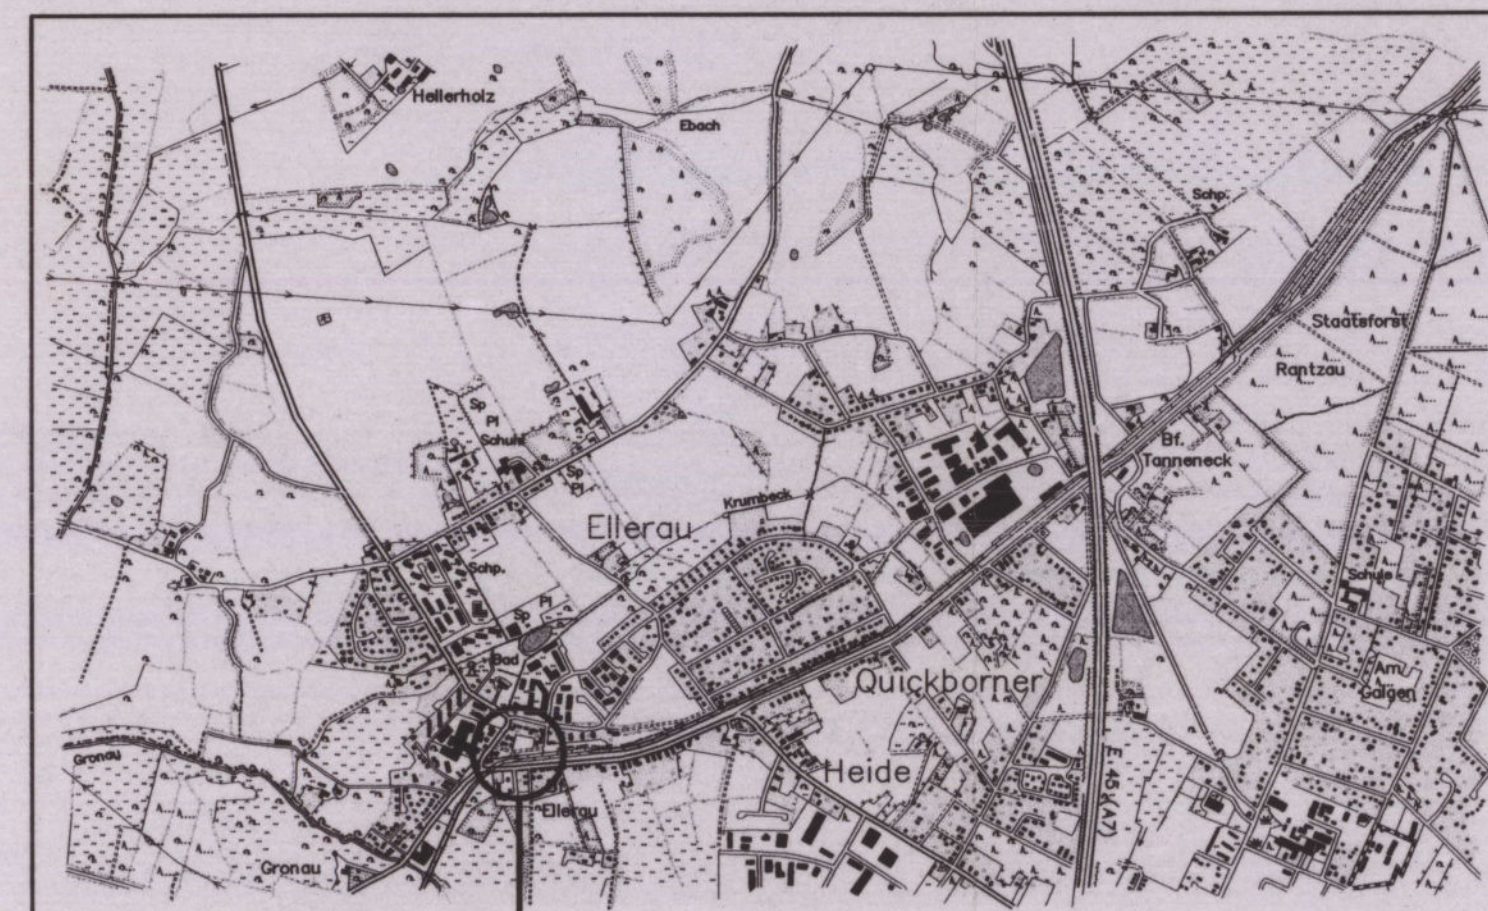 Hellerholz
Ebach
Schp.
Staatsforst
Rantzau
Sp
Pl
Schule
Sp
Pl
Bf.
Tanneneck
Krumbeck
Ellerau
Schp.
Schule
Sp
Pl
Bad
Quickborner
Am
Galgen
Gronau
Heide
E 45 (A7)
Ellerau
Gronau